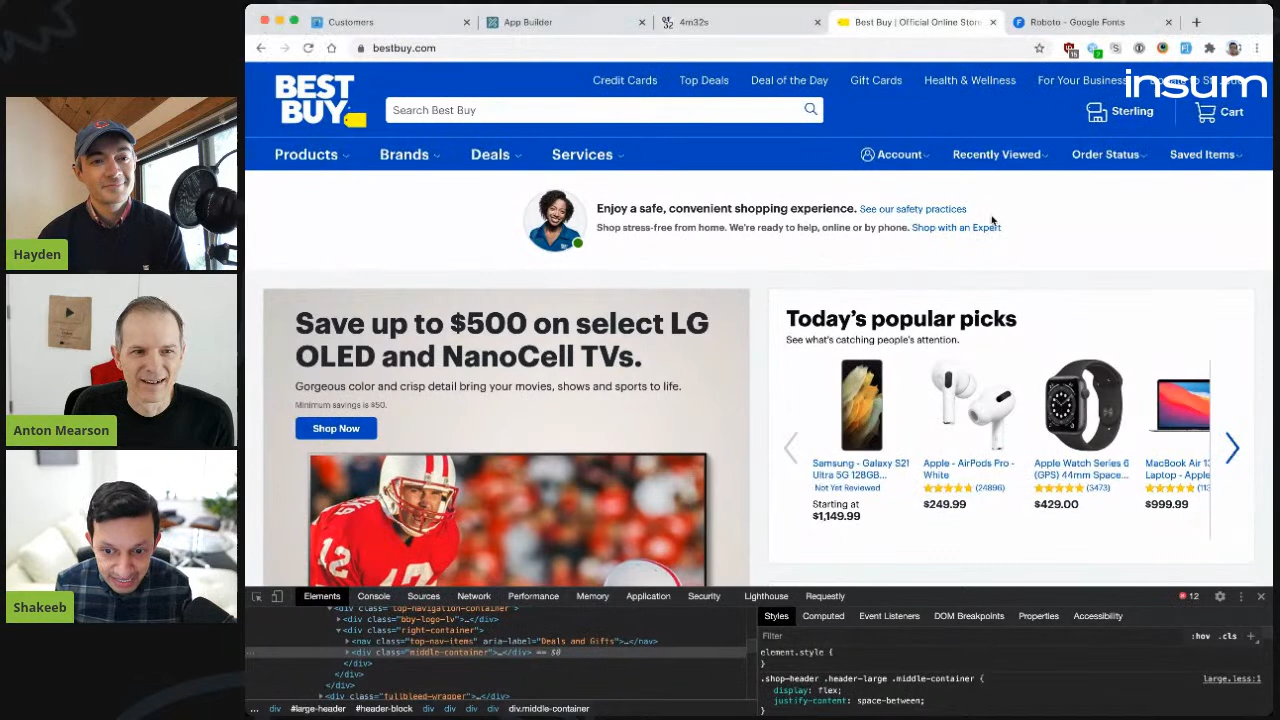 Customers
App Builder
4m32s
Best Buy | Official Online Store
Roboto - Google Fonts
bestbuy.com
BEST
BUY
Credit Cards
Top Deals
Deal of the Day
Gift Cards
Health & Wellness
For Your Business
insum
Search Best Buy
Sterling
Cart
Products
Brands
Deals
Services
Account
Recently Viewed
Order Status
Saved Items
Enjoy a safe, convenient shopping experience. See our safety practices
Shop stress-free from home. We're ready to help, online or by phone. Shop with an Expert
Hayden
Anton Mearson
Shakeeb
Save up to $500 on select LG
OLED and NanoCell TVs.
Gorgeous color and crisp detail bring your movies, shows and sports to life.
Minimum savings is $50.
Shop Now
12
Today's popular picks
See what's catching people's attention.
Samsung - Galaxy S21
Ultra 5G 128GB...
Not Yet Reviewed
Starting at
$1,149.99
Apple - AirPods Pro -
White
(24896)
$249.99
Apple Watch Series 6
(GPS) 44mm Space...
(3473)
$429.00
MacBook Air 13
Laptop - Apple
$999.99
Elements Console Sources Network Performance Memory Application Security Lighthouse Requestly
12
<div class="top-navigation-container">
<div class="bby-logo-lv">…</div>
<div class="right-container">
<nav class="top-nav-items" aria-label="Deals and Gifts">…</nav>
<div class="middle-container">…</div> == $0
</div>
</div>
</div>
<div class="fullbleed-wrapper">…</div>
... div #large-header #header-block div div div div div.middle-container
Styles Computed Event Listeners DOM Breakpoints Properties Accessibility
Filter
:hov .cls
element.style {
}
.shop-header .header-large .middle-container {
large.less:1
display: flex;
justify-content: space-between;
}